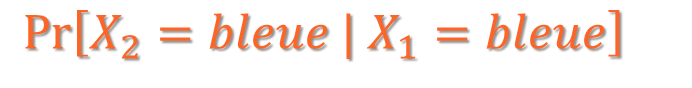 Pr[X₂ = bleue | X₁ = bleue]